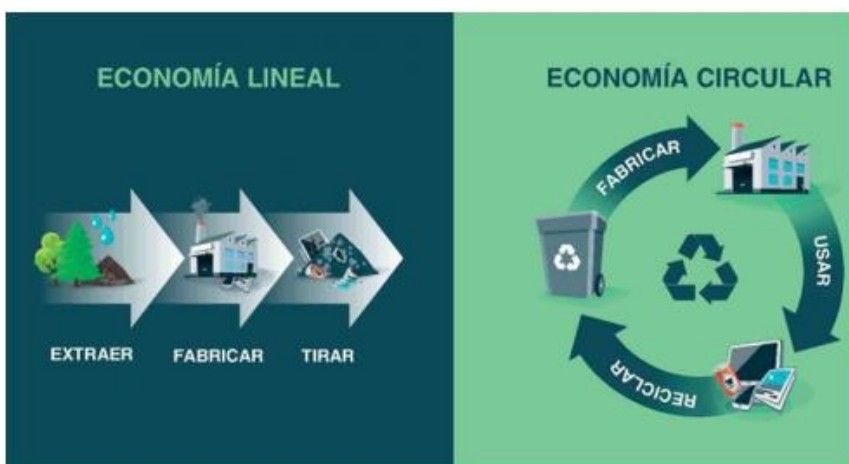 ECONOMÍA LINEAL
EXTRAER
FABRICAR
TIRAR
ECONOMÍA CIRCULAR
FABRICAR
USAR
RECICLAR